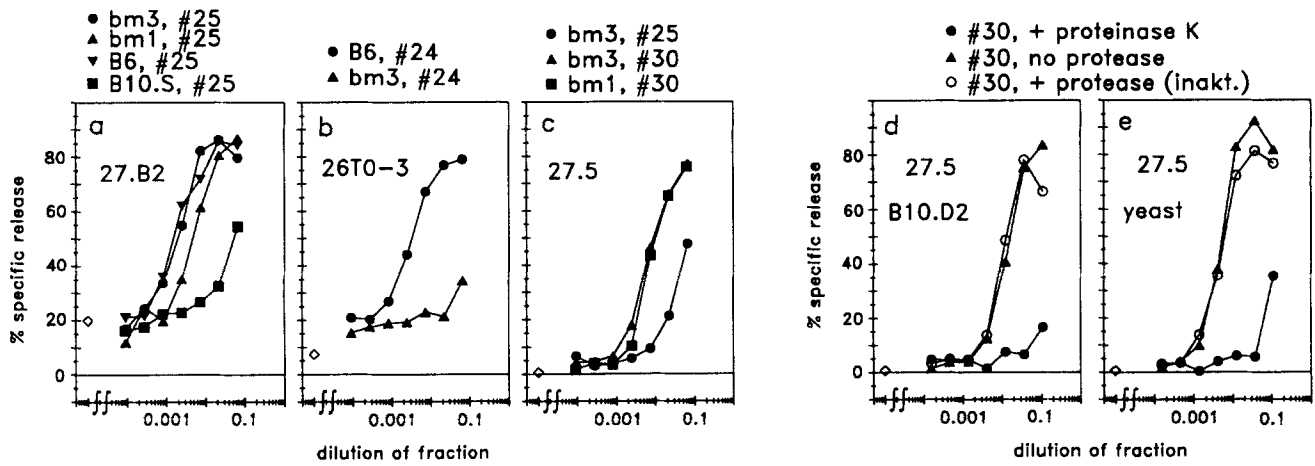 ● bm3, #25
▲ bm1, #25
▼ B6, #25
■ B10.S, #25
● B6, #24
▲ bm3, #24
● bm3, #25
▲ bm3, #30
■ bm1, #30
● #30, + proteinase K
▲ #30, no protease
○ #30, + protease (inakt.)
a
27.B2
b
26T0-3
c
27.5
d
27.5
B10.D2
e
27.5
yeast
% specific release
80
60
40
20
0
0.001
0.1
0.001
0.1
0.001
0.1
dilution of fraction
% specific release
80
60
40
20
0
0.001
0.1
0.001
0.1
dilution of fraction